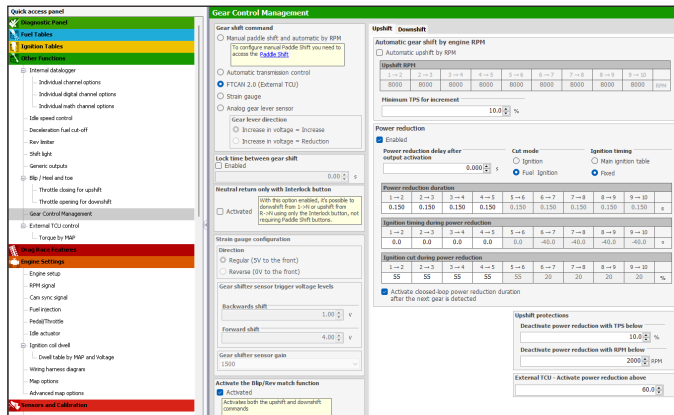 Quick access panel
Diagnostic Panel
Fuel Tables
Ignition Tables
Other Functions
Internal datalogger
Individual channel options
Individual digital channel options
Individual math channel options
Idle speed control
Deceleration fuel cut-off
Rev limiter
Shift light
Generic outputs
Blip / Heel and toe
Throttle closing for upshift
Throttle opening for downshift
Gear Control Management
External TCU control
Torque by MAP
Drag Race Features
Engine Settings
Engine setup
RPM signal
Cam sync signal
Fuel injection
Pedal/Throttle
Idle actuator
Ignition coil dwell
Dwell table by MAP and Voltage
Wiring harness diagram
Map options
Advanced map options
Sensors and Calibration
Gear Control Management
Gear shift command
Manual paddle shift and automatic by RPM
To configure manual Paddle Shift you need to
access the Paddle Shift
Automatic transmission control
FTCAN 2.0 (External TCU)
Strain gauge
Analog gear lever sensor
Gear lever direction
Increase in voltage = Increase
Increase in voltage = Reduction
Lock time between gear shift
Enabled
0.00 s
Neutral return only with Interlock button
Activated
With this option enabled, it's possible to
donwshift from 1->N or upshift from
R->N using only the Interlock button, not
requiring Paddle Shift buttons.
Strain gauge configuration
Direction
Regular (5V to the front)
Reverse (0V to the front)
Gear shifter sensor trigger voltage levels
Backwards shift
1.00 V
Forward shift
4.00 V
Gear shifter sensor gain
1500
Activate the Blip/Rev match function
Activated
Activates both the upshift and downshift
commands
Upshift Downshift
Automatic gear shift by engine RPM
Automatic upshift by RPM
Upshift RPM
1→2 2→3 3→4 4→5 5→6 6→7 7→8 8→9 9→10
8000 8000 8000 8000 8000 8000 8000 8000 8000 RPM
Minimum TPS for increment
10.0 %
Power reduction
Enabled
Power reduction delay after
output activation
0.000 s
Cut mode
Ignition
Fuel Ignition
Ignition timing
Main ignition table
Fixed
Power reduction duration
1→2 2→3 3→4 4→5 5→6 6→7 7→8 8→9 9→10
0.150 0.150 0.150 0.150 0.150 0.150 0.150 0.150 0.150 s
Ignition timing during power reduction
1→2 2→3 3→4 4→5 5→6 6→7 7→8 8→9 9→10
0.0 0.0 0.0 0.0 0.0 -40.0 -40.0 -40.0 -40.0 °
Ignition cut during power reduction
1→2 2→3 3→4 4→5 5→6 6→7 7→8 8→9 9→10
55 55 55 55 55 20 20 20 20 %
Activate closed-loop power reduction duration
after the next gear is detected
Upshift protections
Deactivate power reduction with TPS below
10.0 %
Deactivate power reduction with RPM below
2000 RPM
External TCU - Activate power reduction above
60.0